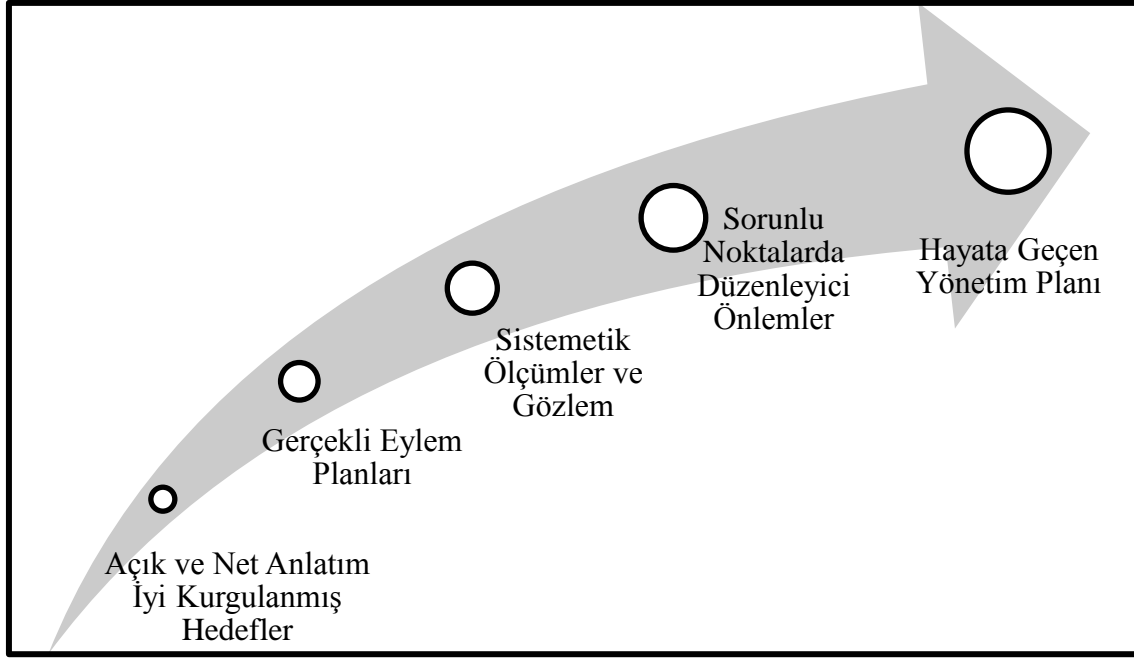 Açık ve Net Anlatım
İyi Kurgulanmış
Hedefler
Gerçekli Eylem
Planları
Sistemetik
Ölçümler ve
Gözlem
Sorunlu
Noktalarda
Düzenleyici
Önlemler
Hayata Geçen
Yönetim Planı